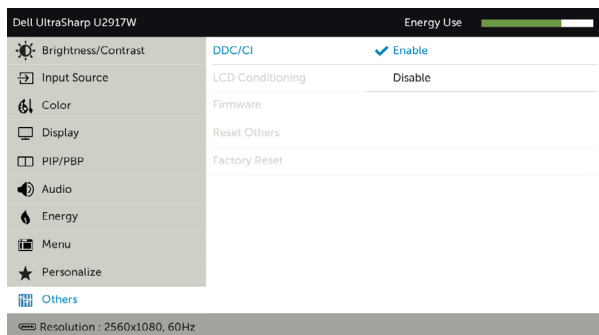 Dell UltraSharp U2917W Energy Use
Brightness/Contrast DDC/CI Enable
Input Source LCD Conditioning Disable
Color Firmware
Display Reset Others
PIP/PBP Factory Reset
Audio
Energy
Menu
Personalize
Others
Resolution : 2560x1080, 60Hz